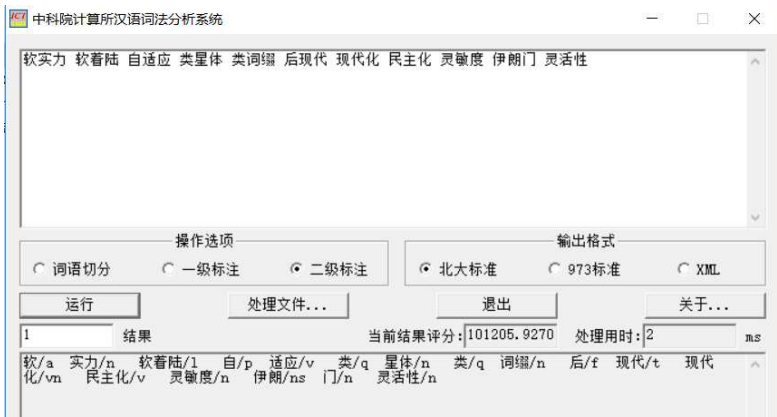 中科院计算所汉语词法分析系统
软实力 软着陆 自适应 类星体 类词缀 后现代 现代化 民主化 灵敏度 伊朗门 灵活性
操作选项 输出格式
词语切分 一级标注 二级标注 北大标准 973标准 XML
运行 处理文件... 退出 关于...
1 结果 当前结果评分:101205.9270 处理用时:2 ms
软/a 实力/n 软着陆/l 自/p 适应/v 类/q 星体/n 类/q 词缀/n 后/f 现代/t 现代
化/vn 民主化/v 灵敏度/n 伊朗/ns 门/n 灵活性/n